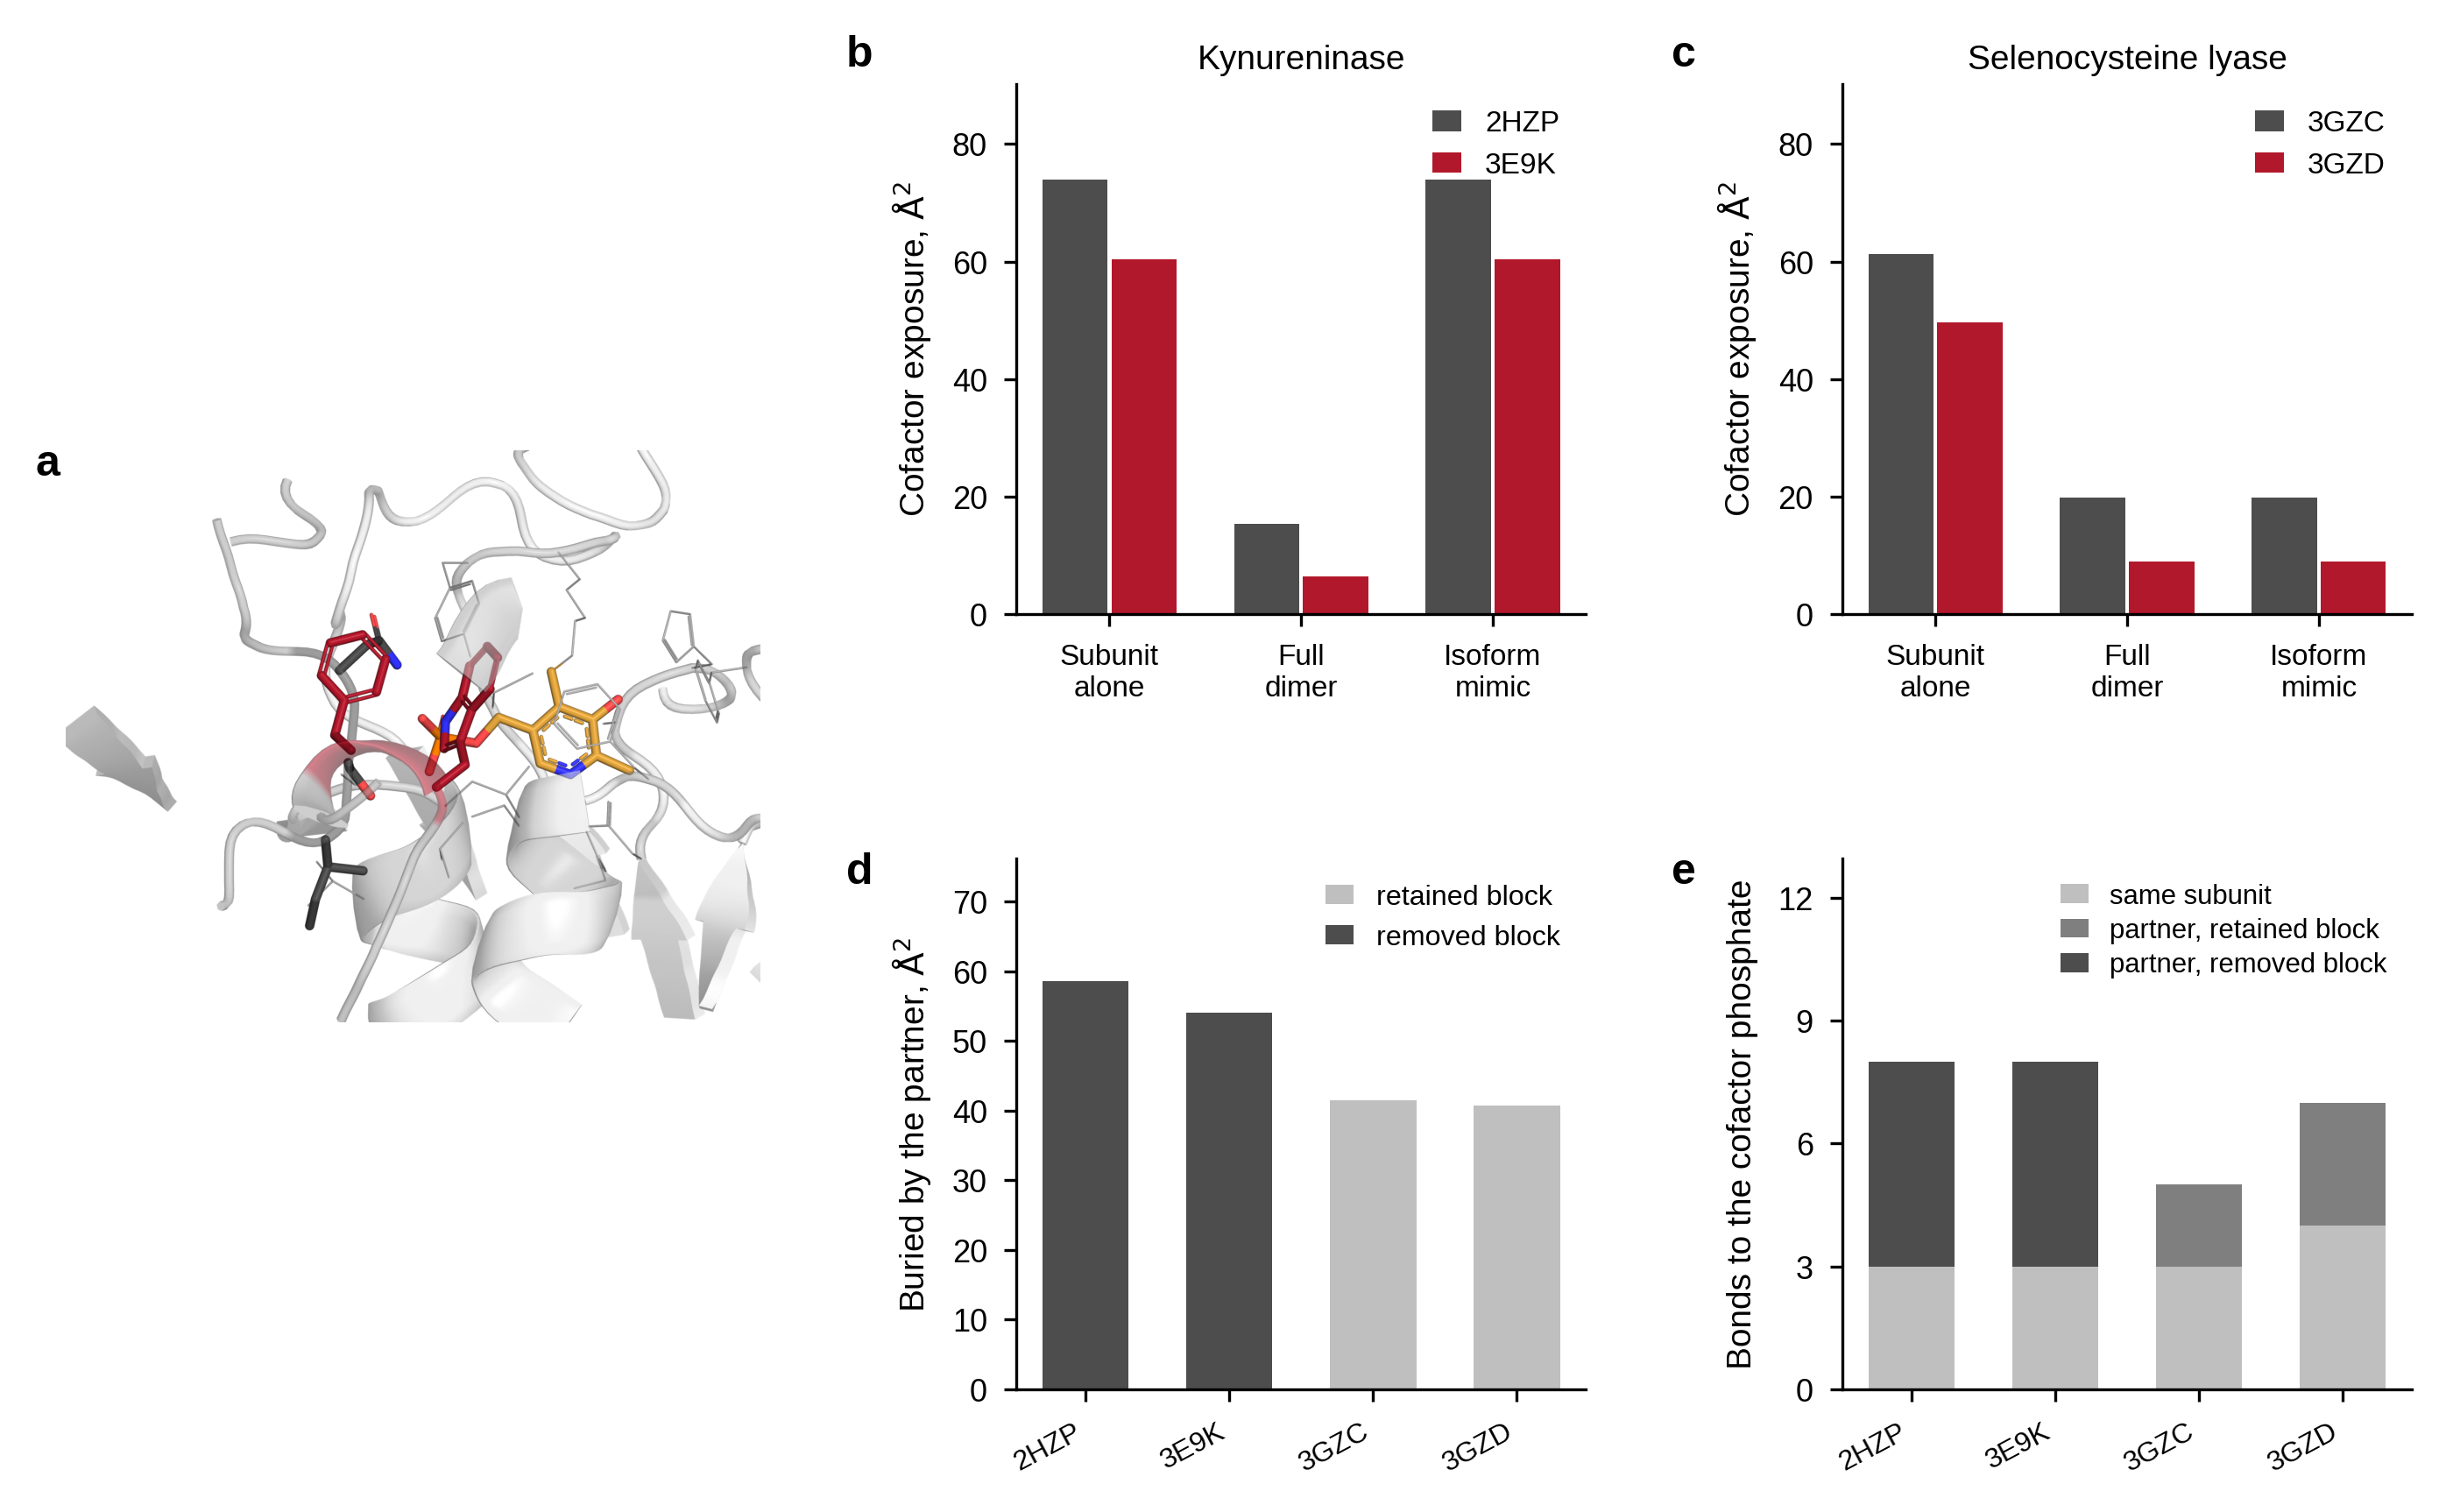 a
b
Kynureninase
2HZP
3E9K
Cofactor exposure, Å²
80
60
40
20
0
Subunit
alone
Full
dimer
Isoform
mimic
c
Selenocysteine lyase
3GZC
3GZD
Cofactor exposure, Å²
80
60
40
20
0
Subunit
alone
Full
dimer
Isoform
mimic
d
retained block
removed block
Buried by the partner, Å²
70
60
50
40
30
20
10
0
2HZP
3E9K
3GZC
3GZD
e
same subunit
partner, retained block
partner, removed block
Bonds to the cofactor phosphate
12
9
6
3
0
2HZP
3E9K
3GZC
3GZD